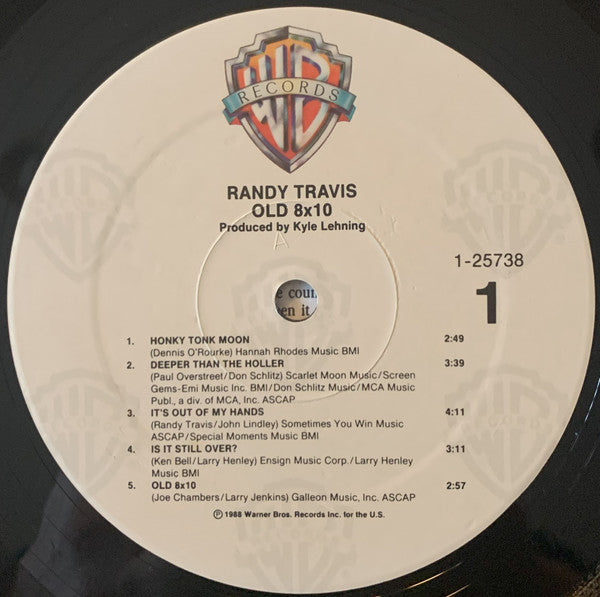 WB
RECORDS
RANDY TRAVIS
OLD 8x10
Produced by Kyle Lehning
A
1-25738
1
e coun
en it
1. HONKY TONK MOON 2:49
(Dennis O'Rourke) Hannah Rhodes Music BMI
2. DEEPER THAN THE HOLLER 3:39
(Paul Overstreet/Don Schlitz) Scarlet Moon Music/Screen
Gems-Emi Music Inc. BMI/Don Schlitz Music/MCA Music
Publ., a div. of MCA, Inc. ASCAP
3. IT'S OUT OF MY HANDS 4:11
(Randy Travis/John Lindley) Sometimes You Win Music
ASCAP/Special Moments Music BMI
4. IS IT STILL OVER? 3:11
(Ken Bell/Larry Henley) Ensign Music Corp./Larry Henley
Music BMI
5. OLD 8x10 2:57
(Joe Chambers/Larry Jenkins) Galleon Music, Inc. ASCAP
℗ 1988 Warner Bros. Records Inc. for the U.S.